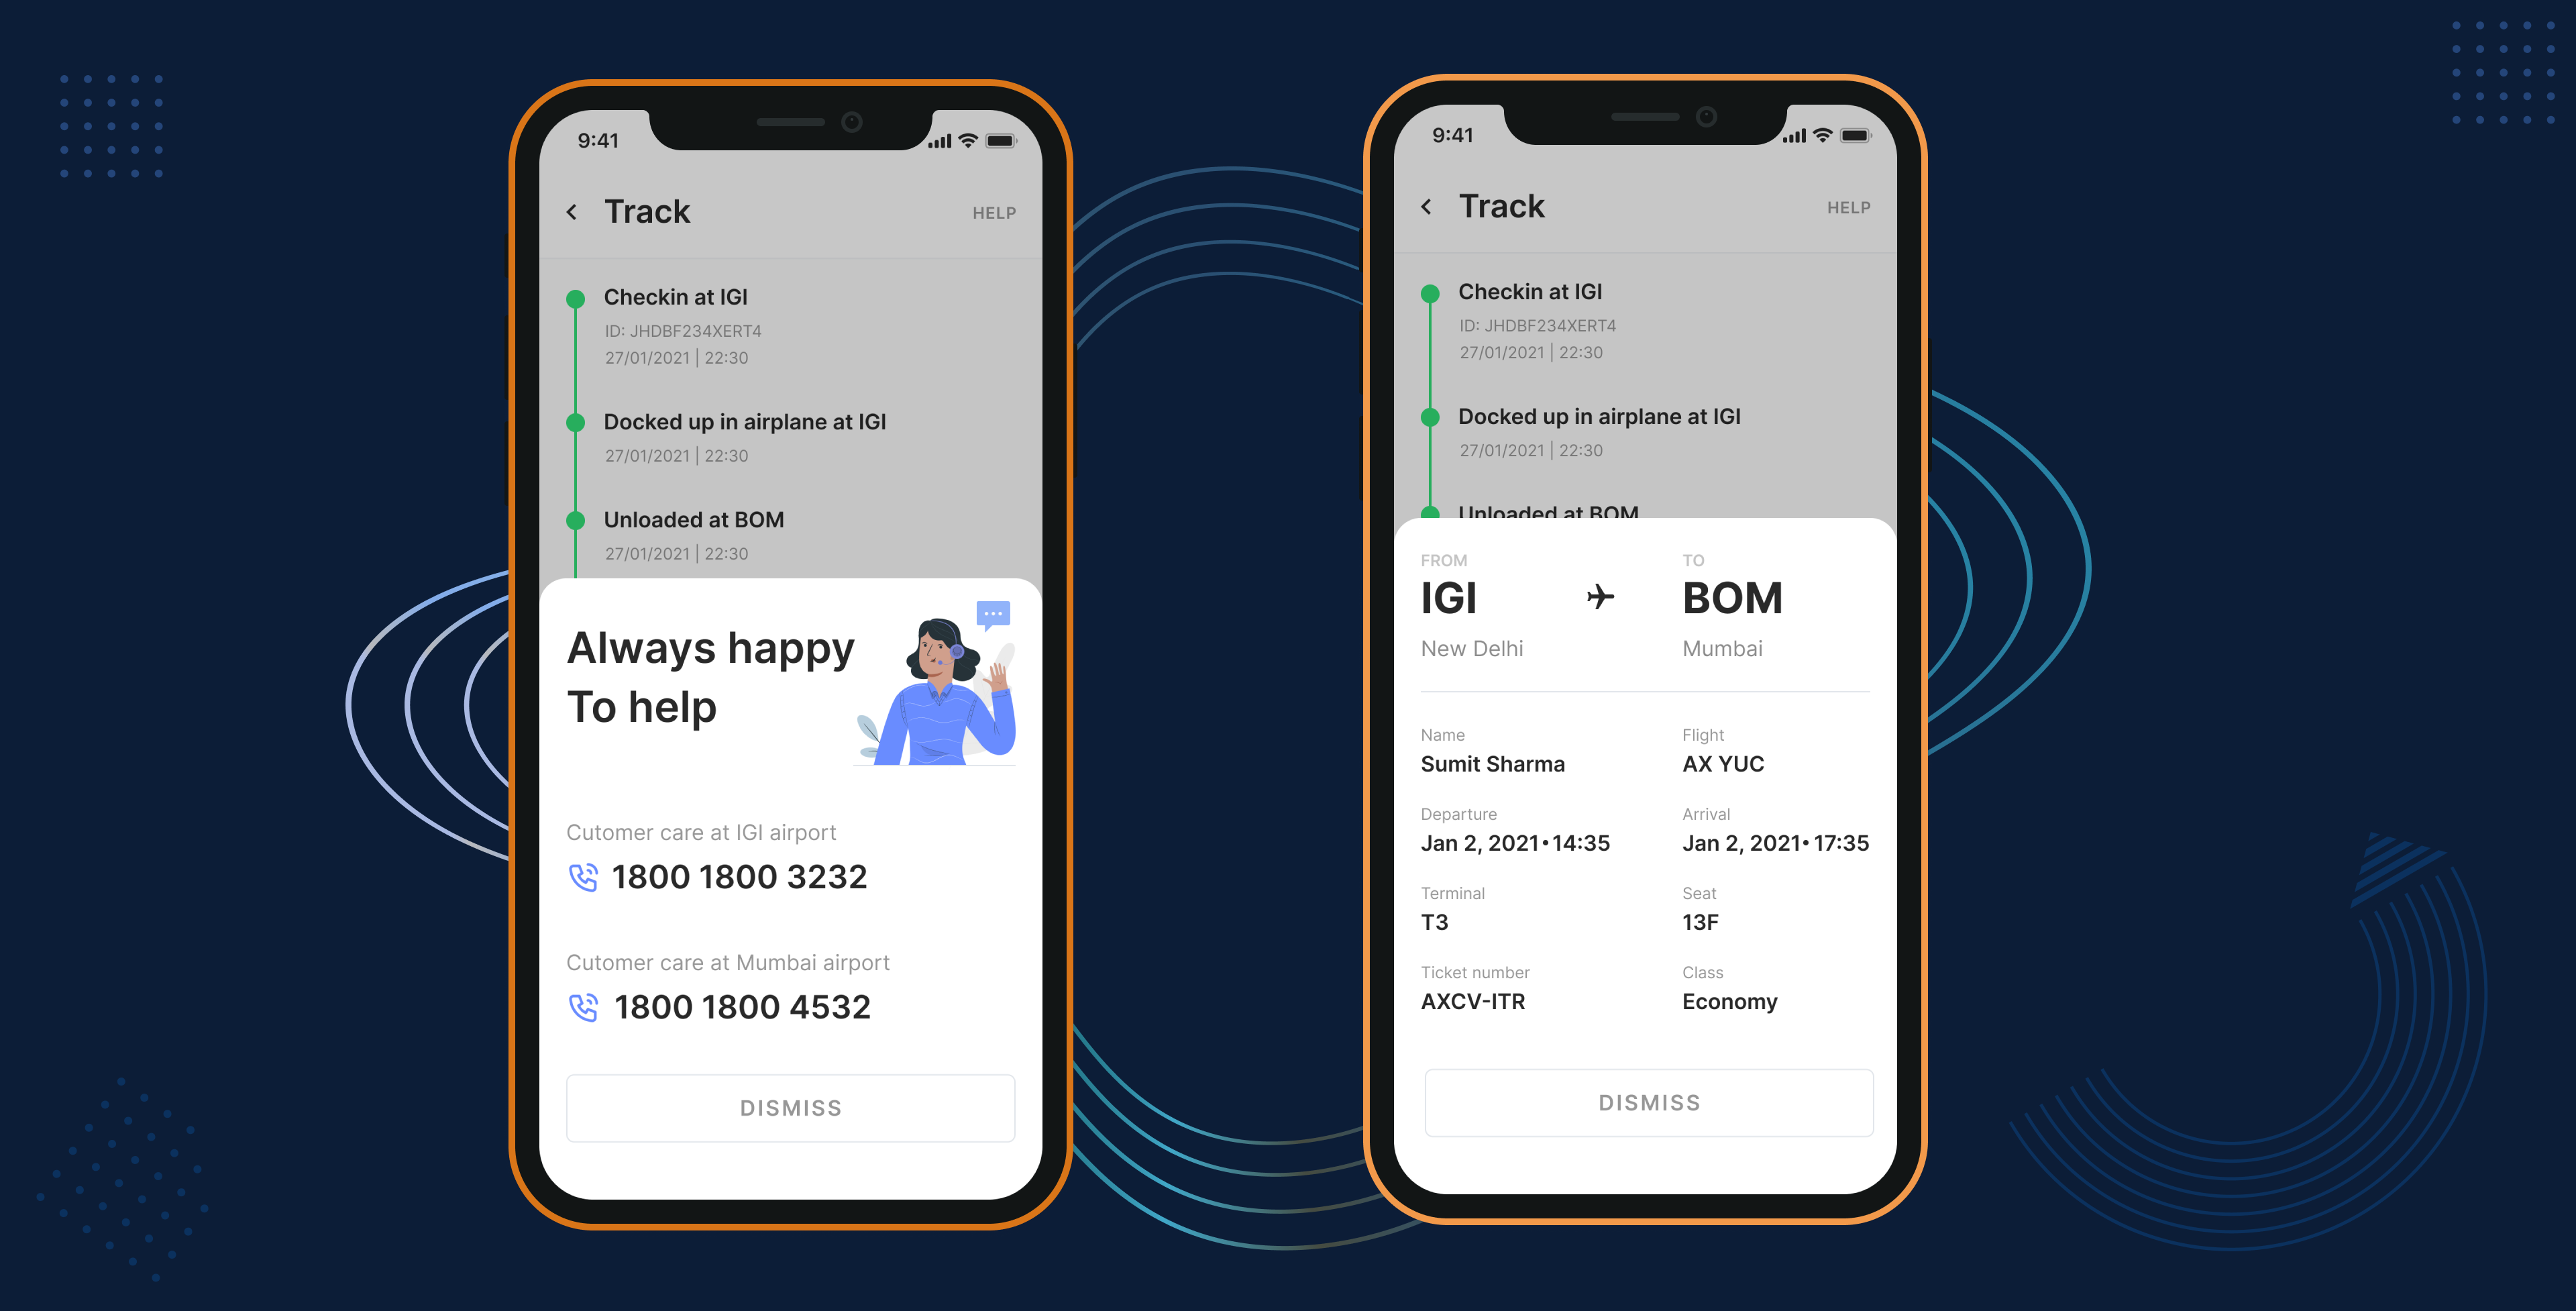 9:41
Track
HELP
Checkin at IGI
ID: JHDBF234XERT4
27/01/2021 | 22:30
Docked up in airplane at IGI
27/01/2021 | 22:30
Unloaded at BOM
27/01/2021 | 22:30
Always happy
To help
Cutomer care at IGI airport
1800 1800 3232
Cutomer care at Mumbai airport
1800 1800 4532
DISMISS
9:41
Track
HELP
Checkin at IGI
ID: JHDBF234XERT4
27/01/2021 | 22:30
Docked up in airplane at IGI
27/01/2021 | 22:30
Unloaded at BOM
FROM TO
IGI BOM
New Delhi Mumbai
Name Flight
Sumit Sharma AX YUC
Departure Arrival
Jan 2, 2021•14:35 Jan 2, 2021•17:35
Terminal Seat
T3 13F
Ticket number Class
AXCV-ITR Economy
DISMISS